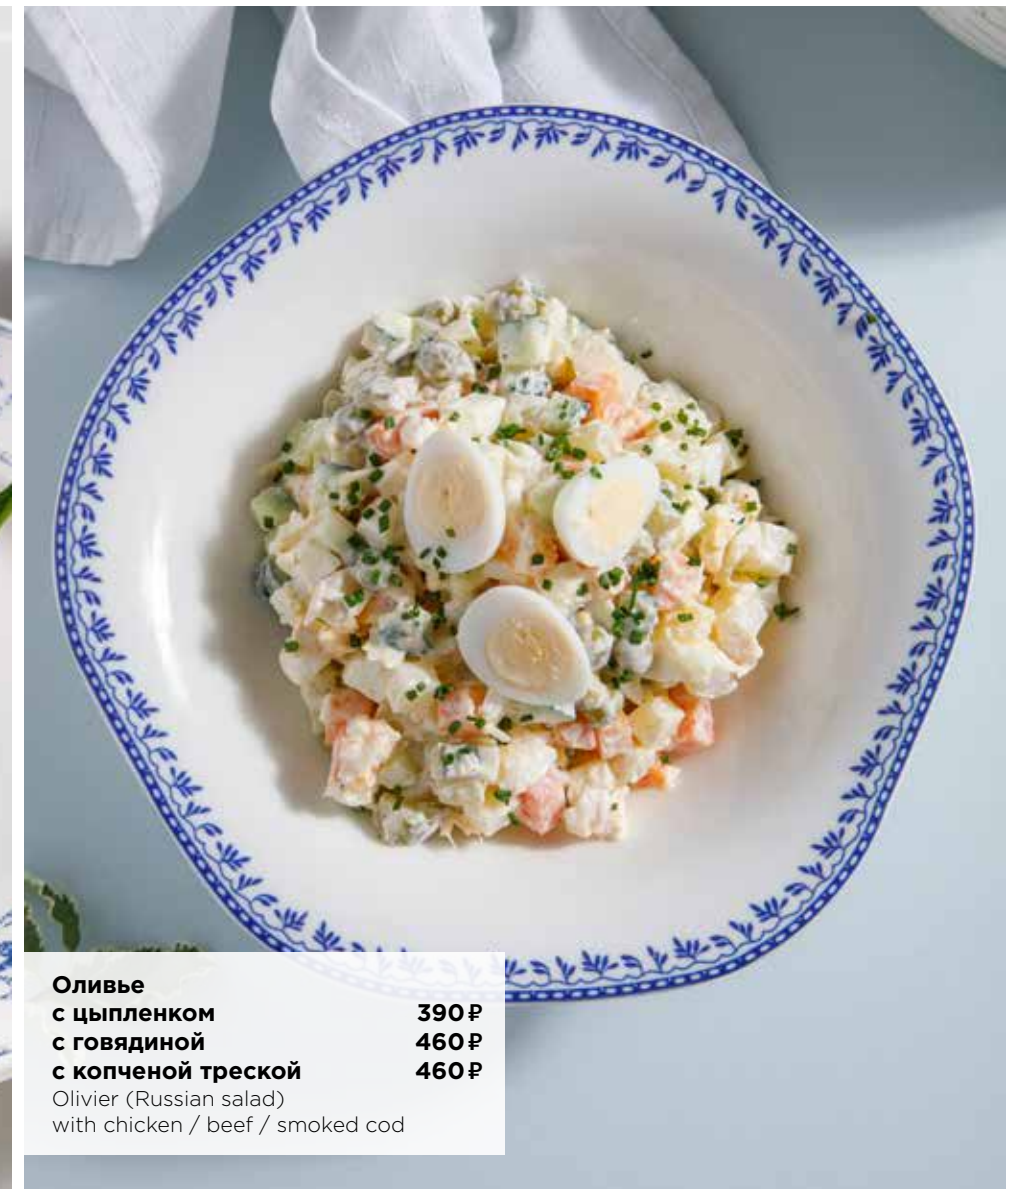 Оливье
с цыпленком 390 ₽
с говядиной 460 ₽
с копченой треской 460 ₽
Olivier (Russian salad)
with chicken / beef / smoked cod